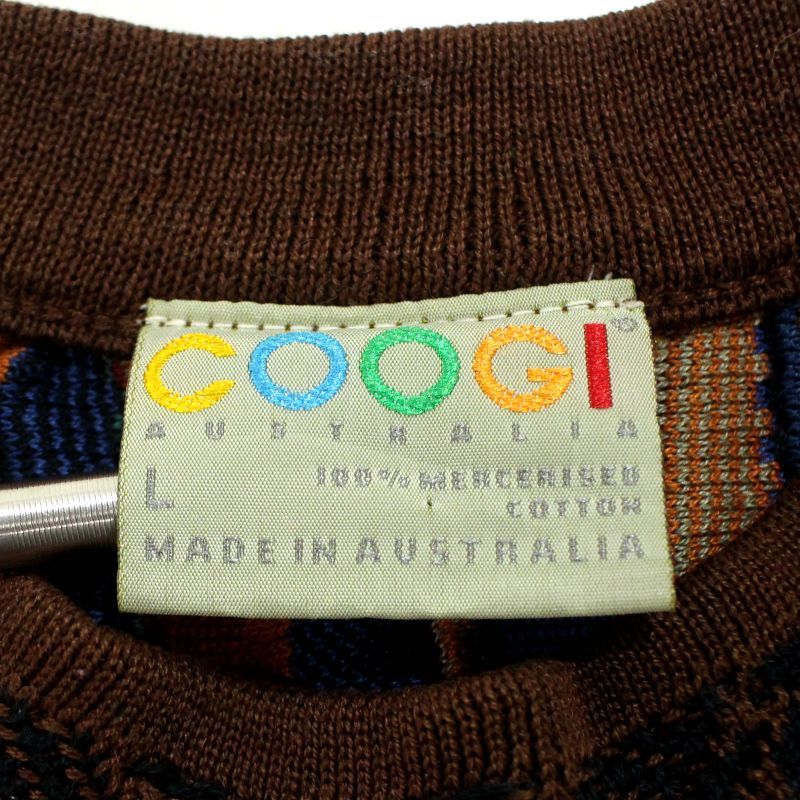 COOGI®
AUSTRALIA
L 100% MERCERISED
COTTON
MADE IN AUSTRALIA